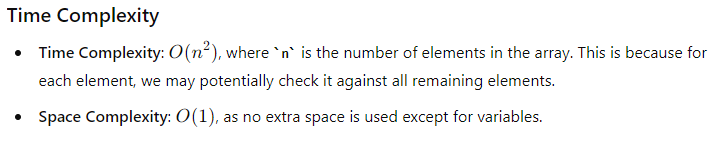 Time Complexity
• Time Complexity: O(n²), where `n` is the number of elements in the array. This is because for
each element, we may potentially check it against all remaining elements.
• Space Complexity: O(1), as no extra space is used except for variables.